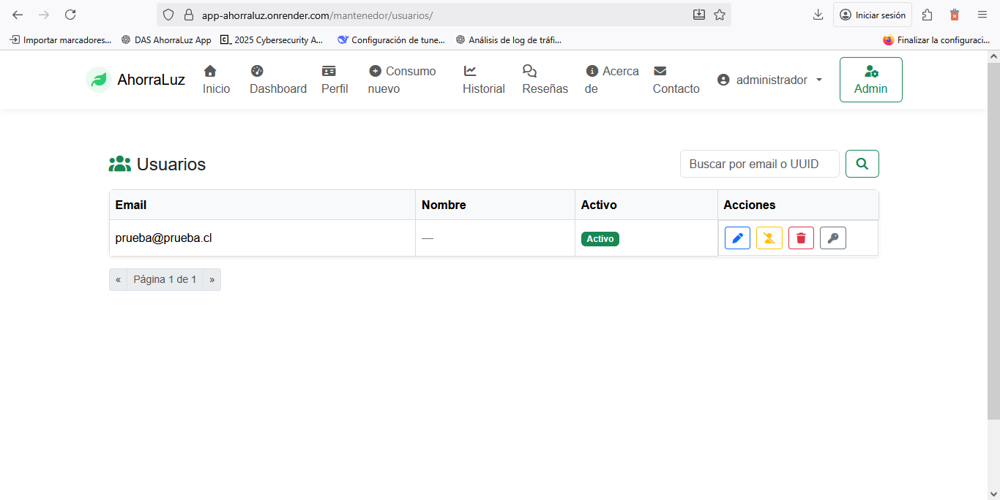 app-ahorraluz.onrender.com/mantenedor/usuarios/
Iniciar sesión
Importar marcadores...
DAS AhorraLuz App
2025 Cybersecurity A...
Configuración de tune...
Análisis de log de tráfi...
Finalizar la configuraci...
AhorraLuz
Inicio
Dashboard
Perfil
Consumo
nuevo
Historial
Reseñas
Acerca
de
Contacto
administrador
Admin
Usuarios
Buscar por email o UUID
Email Nombre Activo Acciones
prueba@prueba.cl — Activo
« Página 1 de 1 »